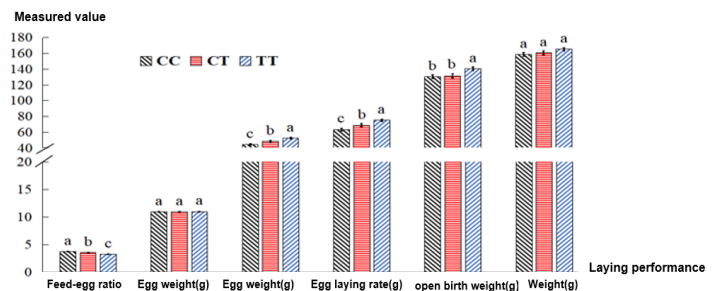 Measured value
180
160
140
120
100
80
60
40
20
15
10
5
0
CC CT TT
a b c
a a a
c b a
c b a
b b a
a a a
Feed-egg ratio Egg weight(g) Egg weight(g) Egg laying rate(g) open birth weight(g) Weight(g)
Laying performance